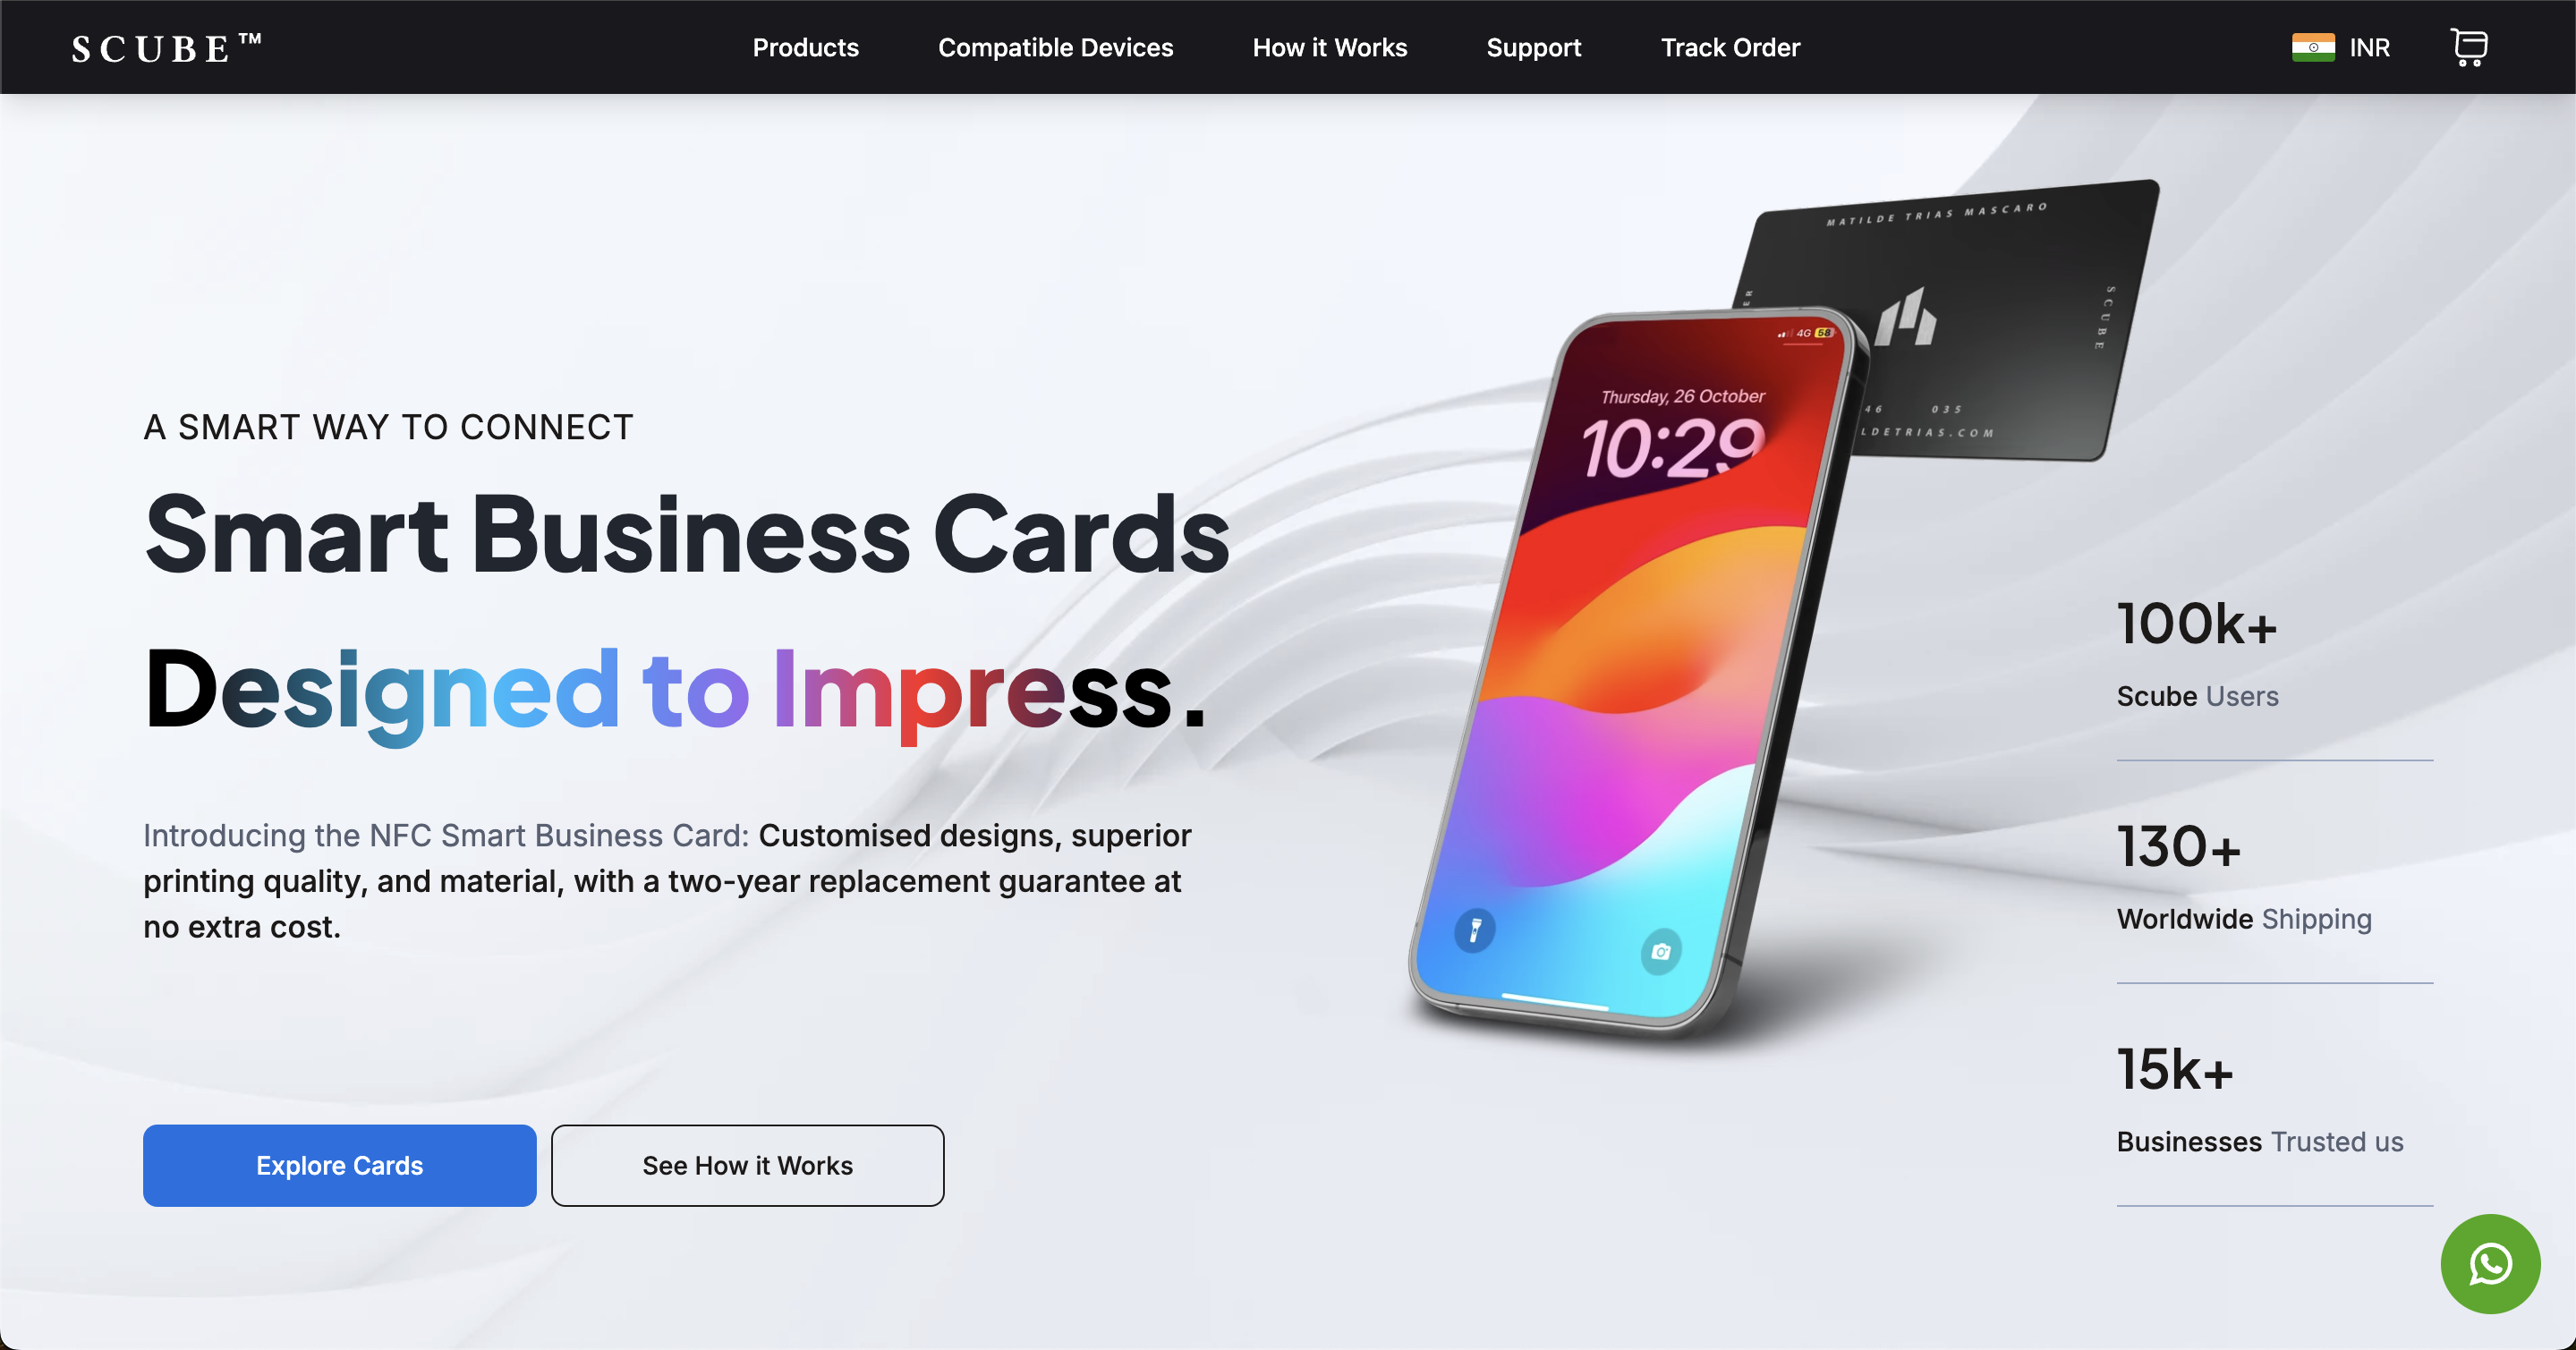 SCUBE™
Products
Compatible Devices
How it Works
Support
Track Order
INR
A SMART WAY TO CONNECT
Smart Business Cards
Designed to Impress.
Introducing the NFC Smart Business Card: Customised designs, superior
printing quality, and material, with a two-year replacement guarantee at
no extra cost.
Explore Cards
See How it Works
MATILDE TRIAS MASCARO
SCUBE
ER
46 035
LDETRIAS.COM
4G 58
Thursday, 26 October
10:29
100k+
Scube Users
130+
Worldwide Shipping
15k+
Businesses Trusted us